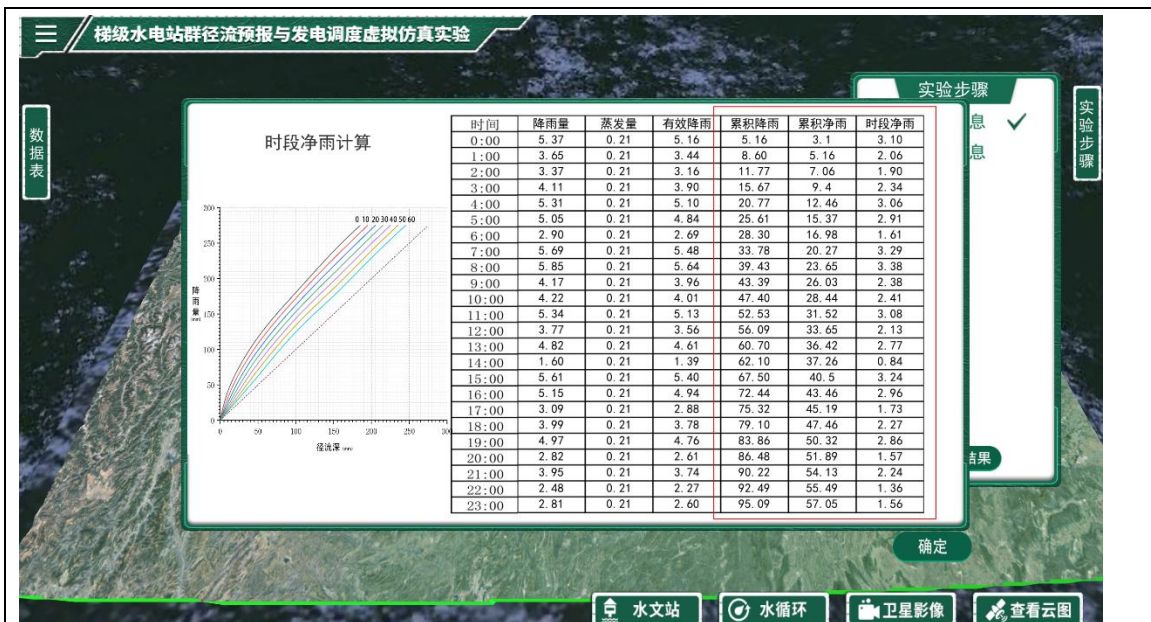 梯级水电站群径流预报与发电调度虚拟仿真实验
实验步骤
数据表
实验步骤
息 ✓
息
时段净雨计算
时间 降雨量 蒸发量 有效降雨 累积降雨 累积净雨 时段净雨
0:00 5.37 0.21 5.16 5.16 3.1 3.10
1:00 3.65 0.21 3.44 8.60 5.16 2.06
2:00 3.37 0.21 3.16 11.77 7.06 1.90
3:00 4.11 0.21 3.90 15.67 9.4 2.34
4:00 5.31 0.21 5.10 20.77 12.46 3.06
5:00 5.05 0.21 4.84 25.61 15.37 2.91
6:00 2.90 0.21 2.69 28.30 16.98 1.61
7:00 5.69 0.21 5.48 33.78 20.27 3.29
8:00 5.85 0.21 5.64 39.43 23.65 3.38
9:00 4.17 0.21 3.96 43.39 26.03 2.38
10:00 4.22 0.21 4.01 47.40 28.44 2.41
11:00 5.34 0.21 5.13 52.53 31.52 3.08
12:00 3.77 0.21 3.56 56.09 33.65 2.13
13:00 4.82 0.21 4.61 60.70 36.42 2.77
14:00 1.60 0.21 1.39 62.10 37.26 0.84
15:00 5.61 0.21 5.40 67.50 40.5 3.24
16:00 5.15 0.21 4.94 72.44 43.46 2.96
17:00 3.09 0.21 2.88 75.32 45.19 1.73
18:00 3.99 0.21 3.78 79.10 47.46 2.27
19:00 4.97 0.21 4.76 83.86 50.32 2.86
20:00 2.82 0.21 2.61 86.48 51.89 1.57
21:00 3.95 0.21 3.74 90.22 54.13 2.24
22:00 2.48 0.21 2.27 92.49 55.49 1.36
23:00 2.81 0.21 2.60 95.09 57.05 1.56
0 10 20 30 40 50 60
300
250
200
150
100
50
0
降雨量 mm
0 50 100 150 200 250 30
径流深 mm
结果
确定
水文站
水循环
卫星影像
查看云图